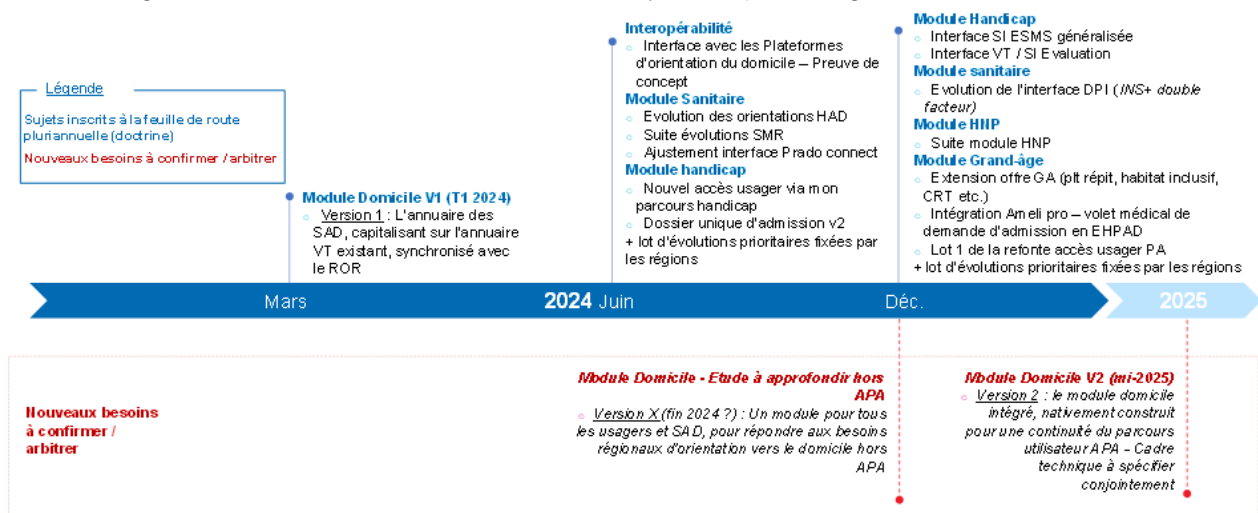 Légende
Sujets inscrits à la feuille de route
pluriannuelle (doctrine)
Nouveaux besoins à confirmer / arbitrer
Module Domicile V1 (T1 2024)
Version 1 : L'annuaire des
SAD, capitalisant sur l'annuaire
VT existant, synchronisé avec
le ROR
Interopérabilité
Interface avec les Plateformes
d'orientation du domicile – Preuve de
concept
Module Sanitaire
Evolution des orientations HAD
Suite évolutions SMR
Ajustement interface Prado connect
Module handicap
Nouvel accès usager via mon
parcours handicap
Dossier unique d'admission v2
+ lot d'évolutions prioritaires fixées par
les régions
Module Handicap
Interface SI ESMS généralisée
Interface VT / SI Evaluation
Module sanitaire
Evolution de l'interface DPI (INS+ double
facteur)
Module HNP
Suite module HNP
Module Grand-âge
Extension offre GA (plt répit, habitat inclusif,
CRT etc.)
Intégration Ameli pro – volet médical de
demande d'admission en EHPAD
Lot 1 de la refonte accès usager PA
+ lot d'évolutions prioritaires fixées par les régions
Mars
2024 Juin
Déc.
2025
Nouveaux besoins
à confirmer /
arbitrer
Module Domicile - Etude à approfondir hors
APA
Version X (fin 2024 ?) : Un module pour tous
les usagers et SAD, pour répondre aux besoins
régionaux d'orientation vers le domicile hors
APA
Module Domicile V2 (mi-2025)
Version 2 : le module domicile
intégré, nativement construit
pour une continuité du parcours
utilisateur APA – Cadre
technique à spécifier
conjointement